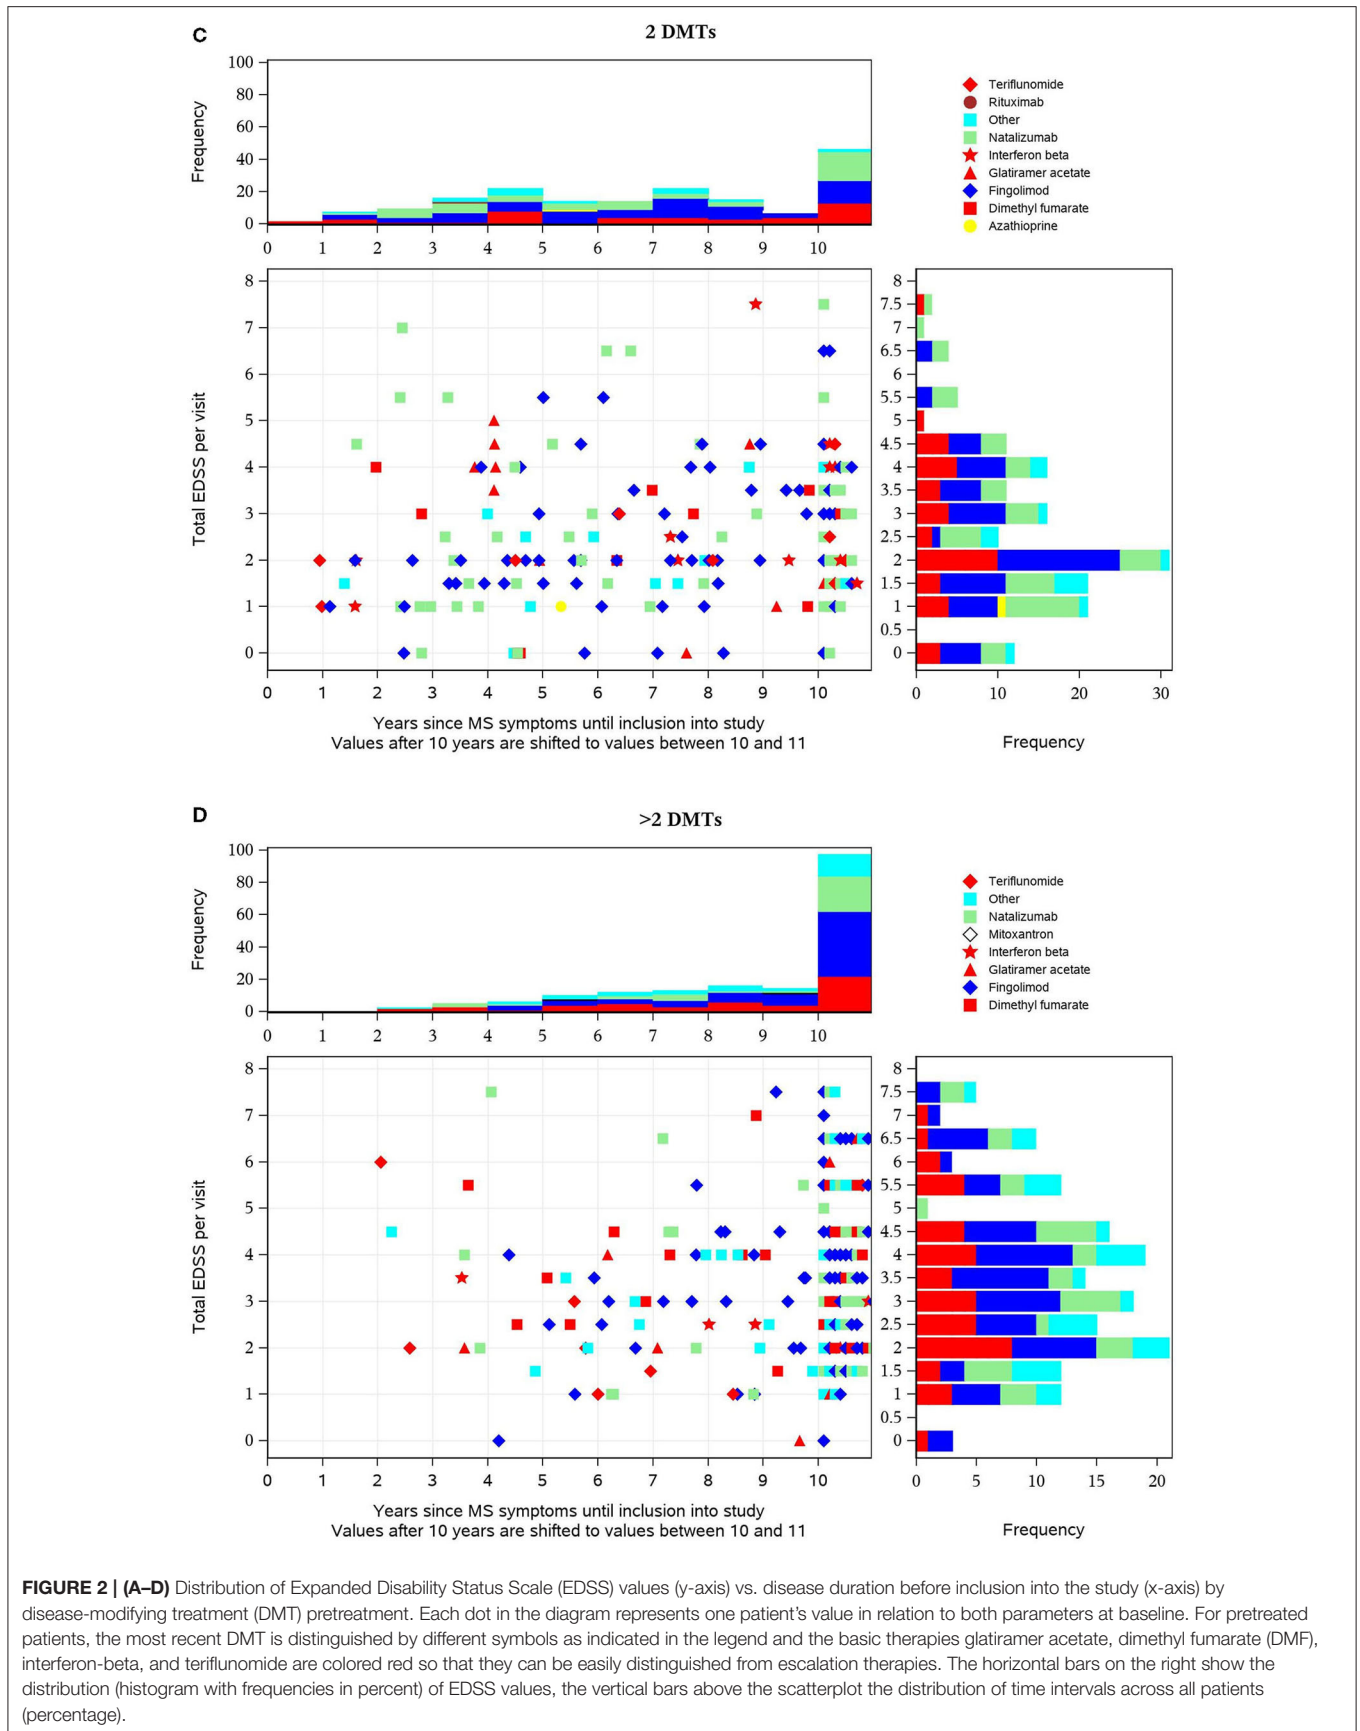 C
2 DMTs
100
80
60
40
20
0
Frequency
0 1 2 3 4 5 6 7 8 9 10
Teriflunomide
Rituximab
Other
Natalizumab
Interferon beta
Glatiramer acetate
Fingolimod
Dimethyl fumarate
Azathioprine
8
7
6
5
4
3
2
1
0
Total EDSS per visit
0 1 2 3 4 5 6 7 8 9 10
Years since MS symptoms until inclusion into study
Values after 10 years are shifted to values between 10 and 11
8
7.5
7
6.5
6
5.5
5
4.5
4
3.5
3
2.5
2
1.5
1
0.5
0
0 10 20 30
Frequency
D
>2 DMTs
100
80
60
40
20
0
Frequency
0 1 2 3 4 5 6 7 8 9 10
Teriflunomide
Other
Natalizumab
Mitoxantron
Interferon beta
Glatiramer acetate
Fingolimod
Dimethyl fumarate
8
7
6
5
4
3
2
1
0
Total EDSS per visit
0 1 2 3 4 5 6 7 8 9 10
Years since MS symptoms until inclusion into study
Values after 10 years are shifted to values between 10 and 11
8
7.5
7
6.5
6
5.5
5
4.5
4
3.5
3
2.5
2
1.5
1
0.5
0
0 5 10 15 20
Frequency
FIGURE 2 | (A–D) Distribution of Expanded Disability Status Scale (EDSS) values (y-axis) vs. disease duration before inclusion into the study (x-axis) by
disease-modifying treatment (DMT) pretreatment. Each dot in the diagram represents one patient's value in relation to both parameters at baseline. For pretreated
patients, the most recent DMT is distinguished by different symbols as indicated in the legend and the basic therapies glatiramer acetate, dimethyl fumarate (DMF),
interferon-beta, and teriflunomide are colored red so that they can be easily distinguished from escalation therapies. The horizontal bars on the right show the
distribution (histogram with frequencies in percent) of EDSS values, the vertical bars above the scatterplot the distribution of time intervals across all patients
(percentage).